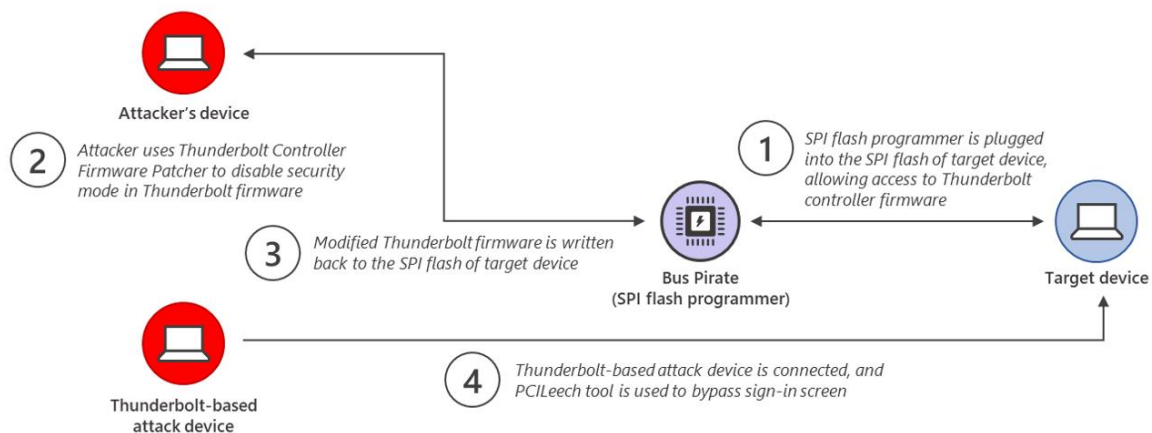 Attacker's device
2
Attacker uses Thunderbolt Controller
Firmware Patcher to disable security
mode in Thunderbolt firmware
1
SPI flash programmer is plugged
into the SPI flash of target device,
allowing access to Thunderbolt
controller firmware
3
Modified Thunderbolt firmware is written
back to the SPI flash of target device
Bus Pirate
(SPI flash programmer)
Target device
4
Thunderbolt-based attack device is connected, and
PCILeech tool is used to bypass sign-in screen
Thunderbolt-based
attack device